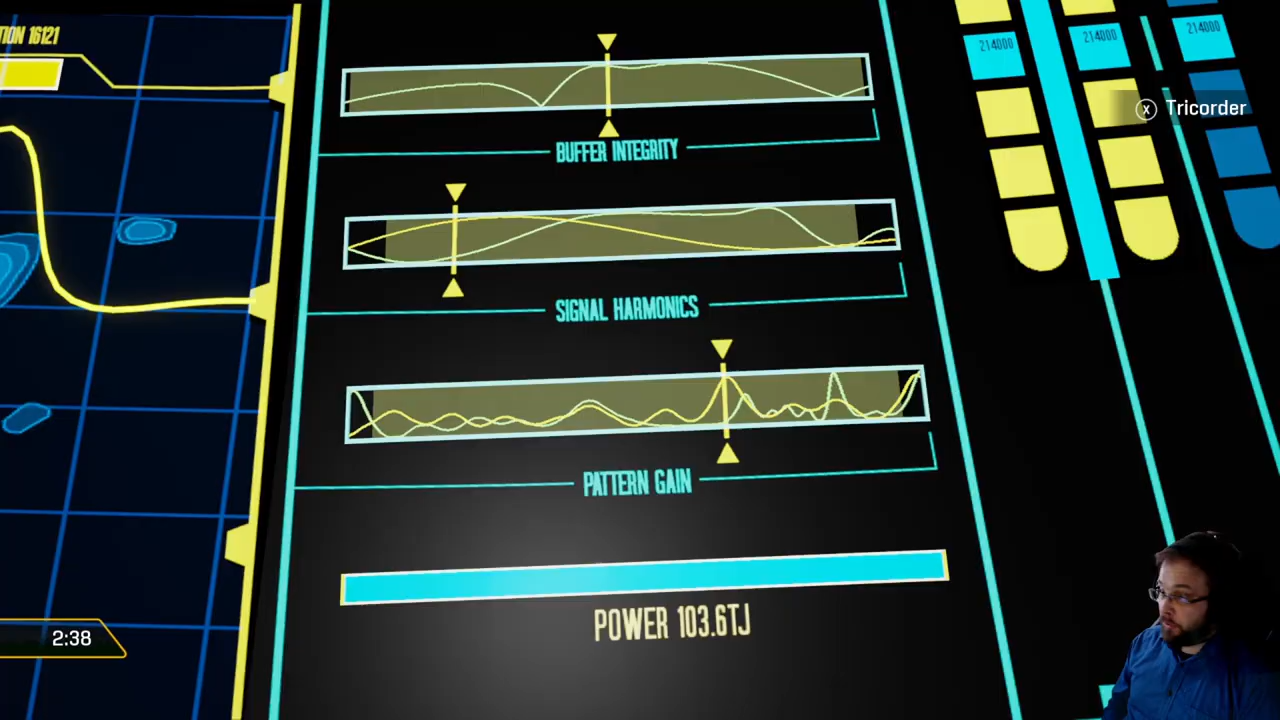 TION 16121
214000
214000
214000
X Tricorder
BUFFER INTEGRITY
SIGNAL HARMONICS
PATTERN GAIN
POWER 103.6TJ
2:38